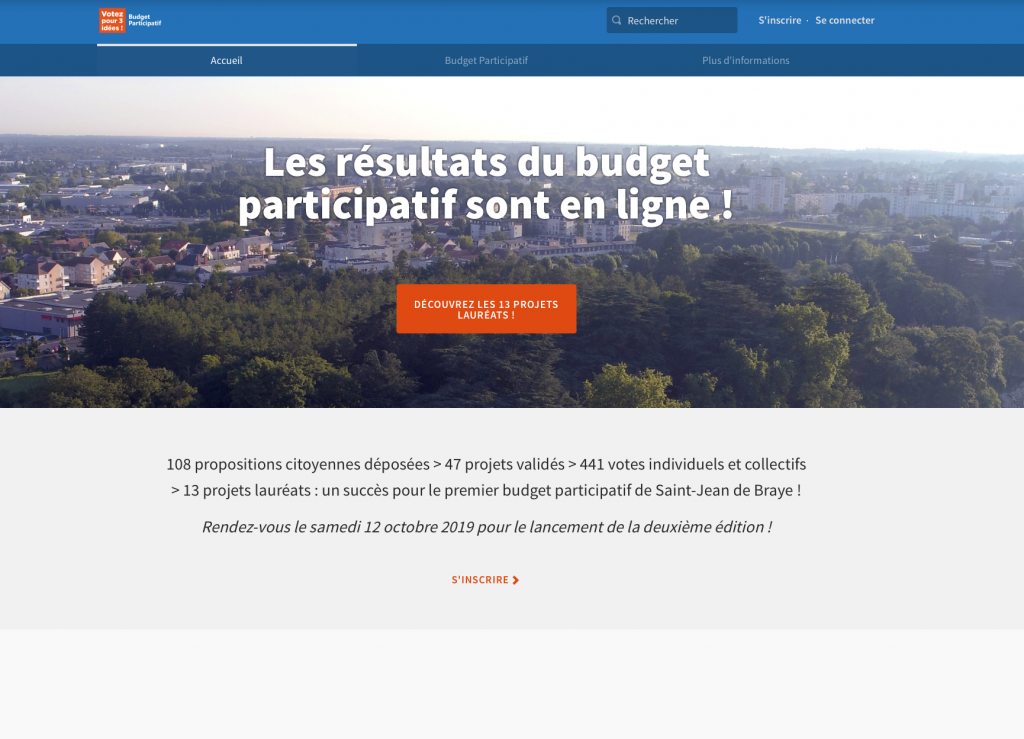 Votez
pour 3
idées !
Budget
Participatif
Rechercher
S'inscrire · Se connecter
Accueil
Budget Participatif
Plus d'informations
Les résultats du budget
participatif sont en ligne !
DÉCOUVREZ LES 13 PROJETS
LAURÉATS !
108 propositions citoyennes déposées > 47 projets validés > 441 votes individuels et collectifs
> 13 projets lauréats : un succès pour le premier budget participatif de Saint-Jean de Braye !
Rendez-vous le samedi 12 octobre 2019 pour le lancement de la deuxième édition !
S'INSCRIRE